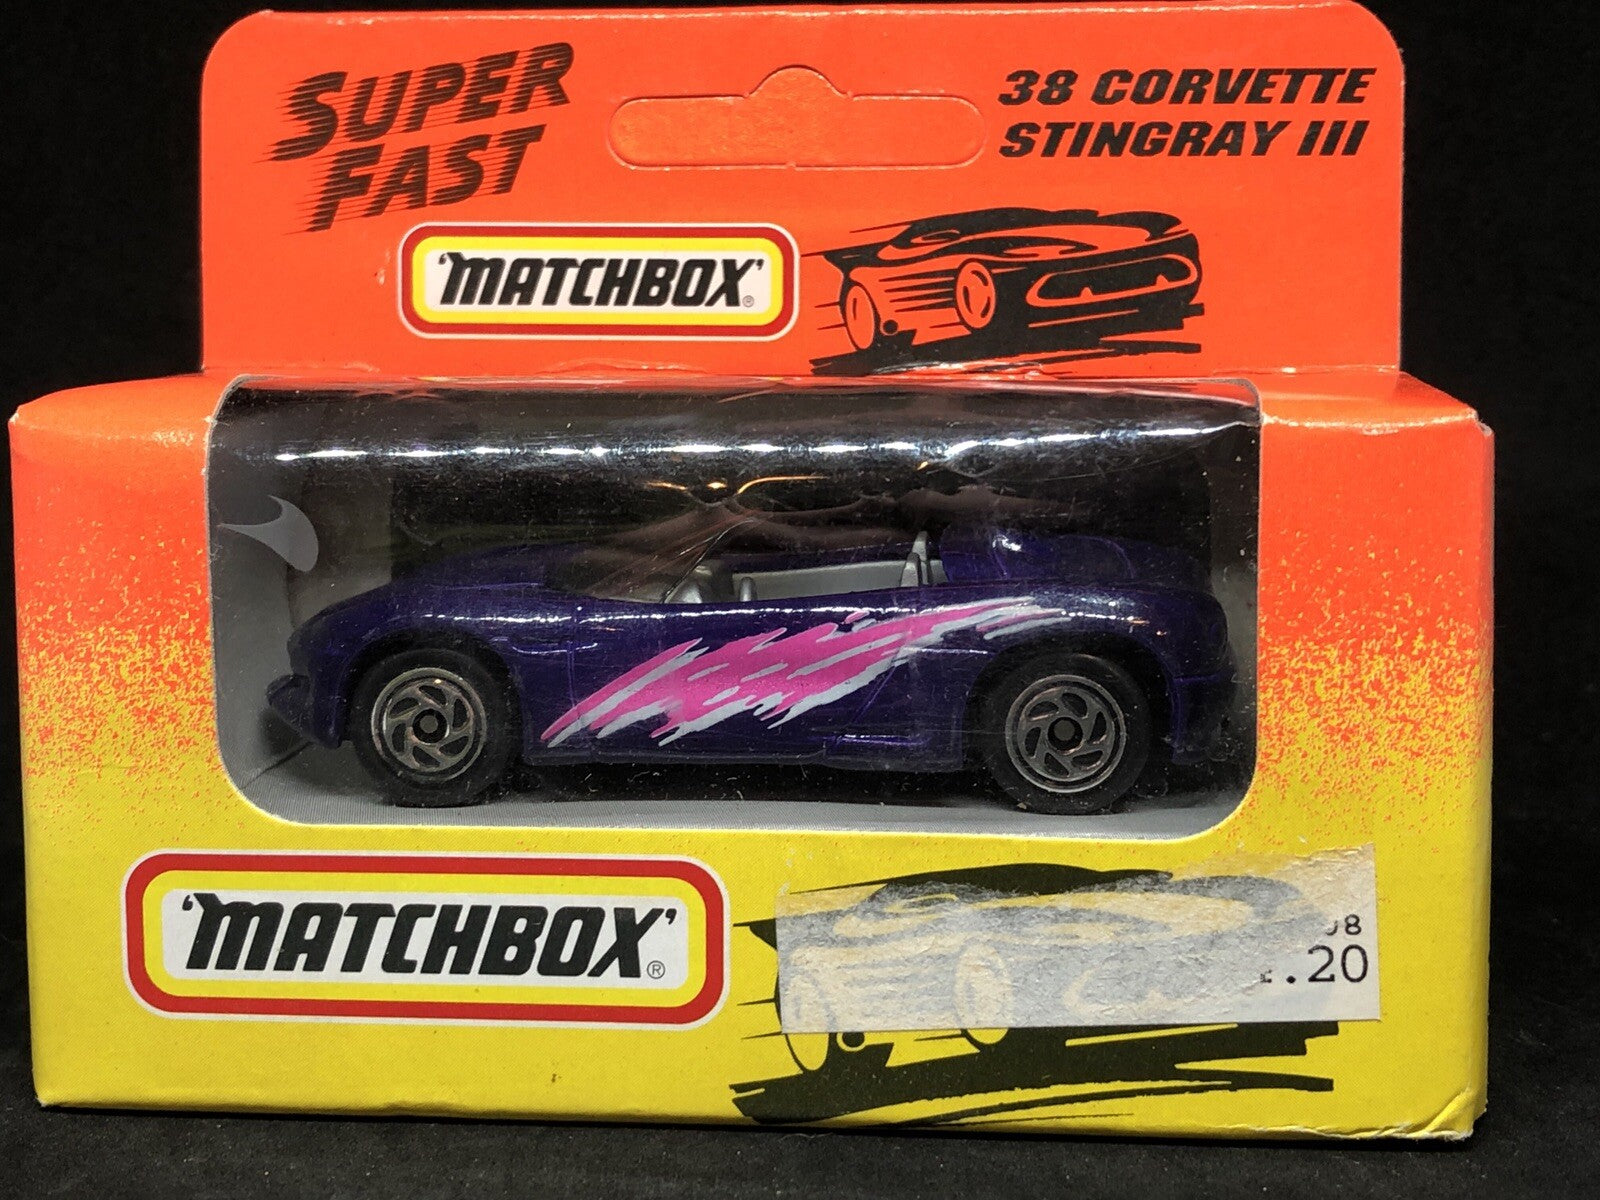 SUPER
FAST
38 CORVETTE
STINGRAY III
'MATCHBOX'®
'MATCHBOX'®
.20